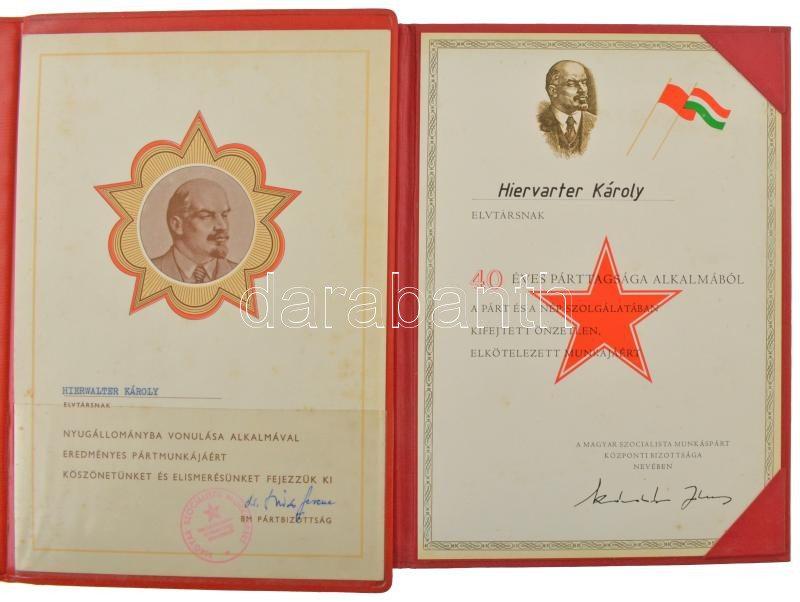 HIERWALTER KÁROLY
ELVTÁRSNAK
NYUGÁLLOMÁNYBA VONULÁSA ALKALMÁVAL
EREDMÉNYES PÁRTMUNKÁJÁÉRT
KÖSZÖNETÜNKET ÉS ELISMERÉSÜNKET FEJEZZÜK KI
BM PÁRTBIZOTTSÁG
Hiervarter Károly
ELVTÁRSNAK
40 ÉVES PÁRTTAGSÁGA ALKALMÁBÓL
A PÁRT ÉS A NÉP SZOLGÁLATÁBAN
KIFEJTETT ÖNZETLEN,
ELKÖTELEZETT MUNKÁJÁÉRT
A MAGYAR SZOCIALISTA MUNKÁSPÁRT
KÖZPONTI BIZOTTSÁGA
NEVÉBEN
darabanth